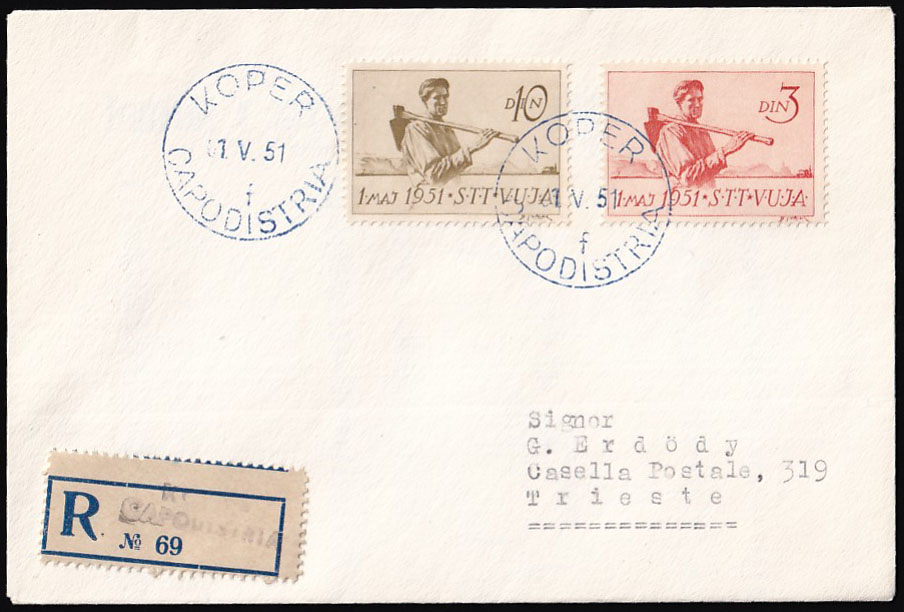 KOPER
1 V. 51
f
CAPODISTRIA
DIN 10
1·MAJ 1951★S·T·T★V·U·J·A·
DIN 3
1·MAJ 1951★S·T·T★V·U·J·A·
KOPER
1 V. 51
f
CAPODISTRIA
Signor
G. Erdödy
Casella Postale, 319
Trieste
==============
R
CAPODISTRIA
№ 69